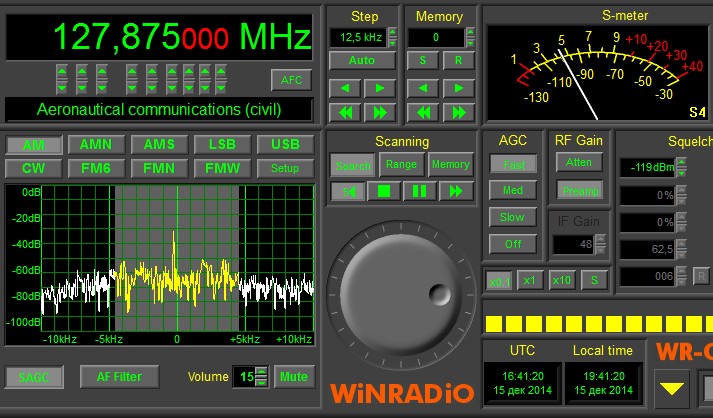 127,875000 MHz
AFC
Aeronautical communications (civil)
Step
12,5 kHz
Auto
Memory
0
S R
S-meter
1 3 5 7 9 +10 +20 +30 +40
-130 -110 -90 -70 -50 -30
S4
AM AMN AMS LSB USB
CW FM6 FMN FMW Setup
0dB
-20dB
-40dB
-60dB
-80dB
-100dB
-10kHz -5kHz 0 +5kHz +10kHz
SAGC
AF Filter
Volume 15 Mute
Scanning
Search Range Memory
WiNRADiO
AGC
Fast
Med
Slow
Off
RF Gain
Atten
Preamp
IF Gain
48
Squelch
-119dBm
0%
0%
62,5
006 R
x0.1 x1 x10 S
UTC
16:41:20
15 дек 2014
Local time
19:41:20
15 дек 2014